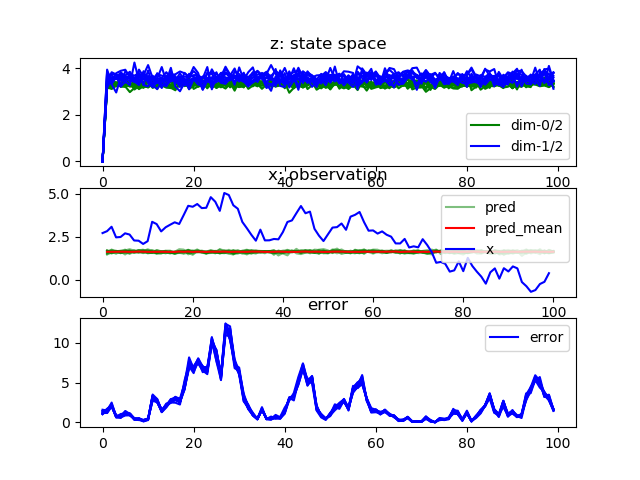 z: state space
4
2
0
dim-0/2
dim-1/2
0 20 40 60 80 100
x: observation
5.0
2.5
0.0
pred
pred_mean
x
0 20 40 60 80 100
error
10
5
0
error
0 20 40 60 80 100